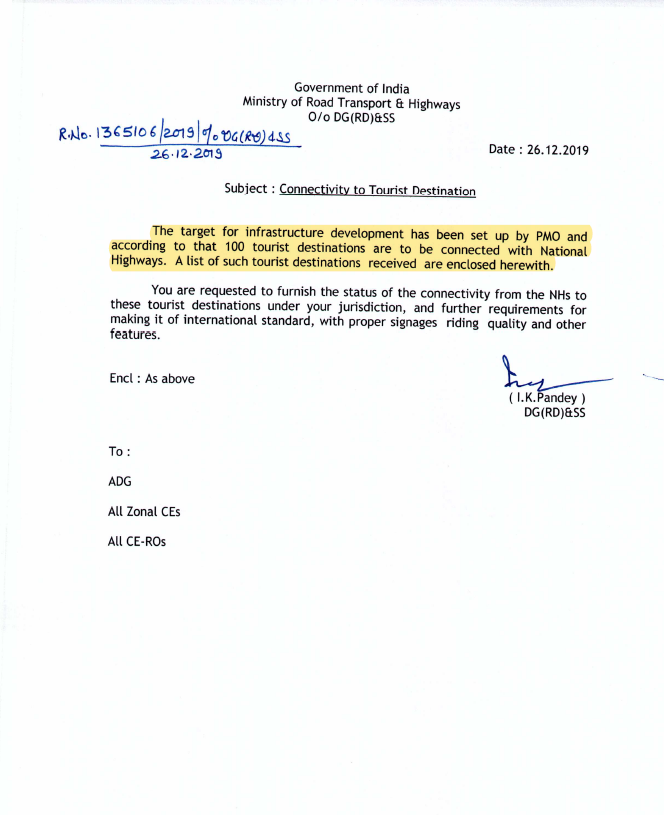 Government of India
Ministry of Road Transport & Highways
O/o DG(RD)&SS
R.No. 1365106/2019/O/o DG(RD)&SS
26.12.2019
Date : 26.12.2019
Subject : Connectivity to Tourist Destination
The target for infrastructure development has been set up by PMO and
according to that 100 tourist destinations are to be connected with National
Highways. A list of such tourist destinations received are enclosed herewith.
You are requested to furnish the status of the connectivity from the NHs to
these tourist destinations under your jurisdiction, and further requirements for
making it of international standard, with proper signages riding quality and other
features.
Encl : As above
( I.K.Pandey )
DG(RD)&SS
To :
ADG
All Zonal CEs
All CE-ROs